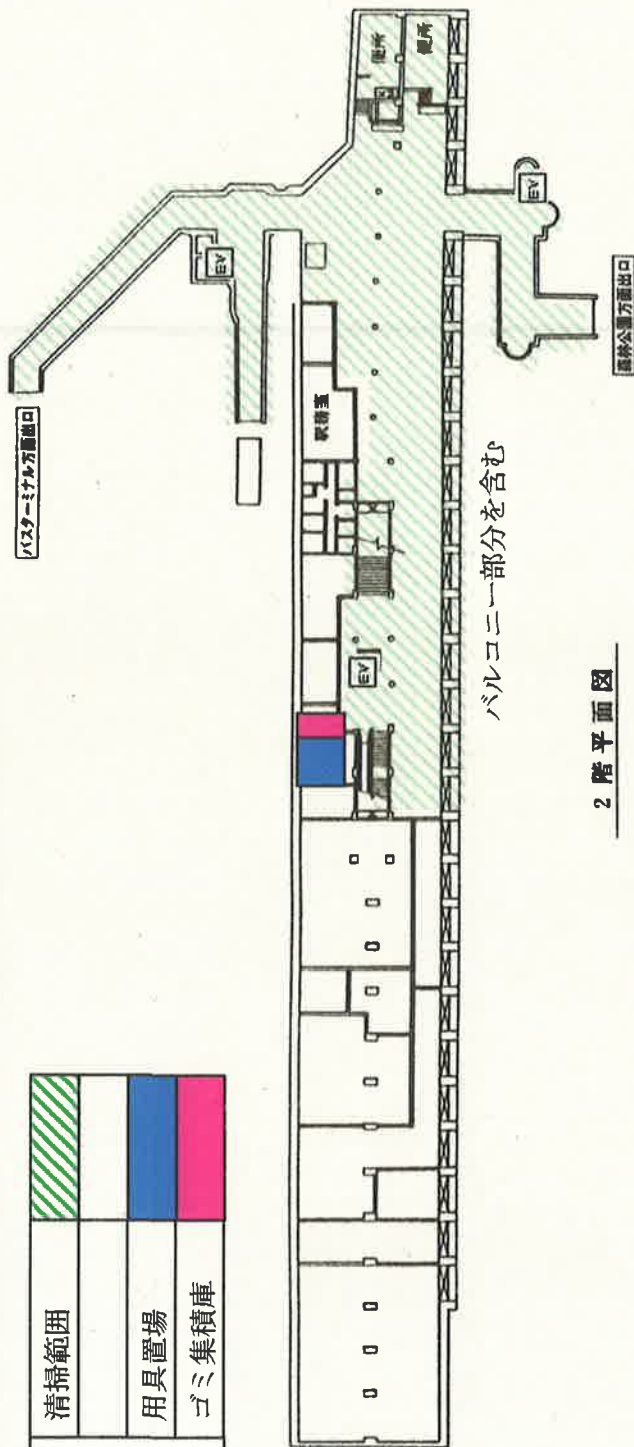 清掃範囲
用具置場
ゴミ集積庫
バスターミナル方面出口
EV
便所
便所
駅務室
EV
EV
森林公園方面出口
バルコニー部分を含む
2階平面図